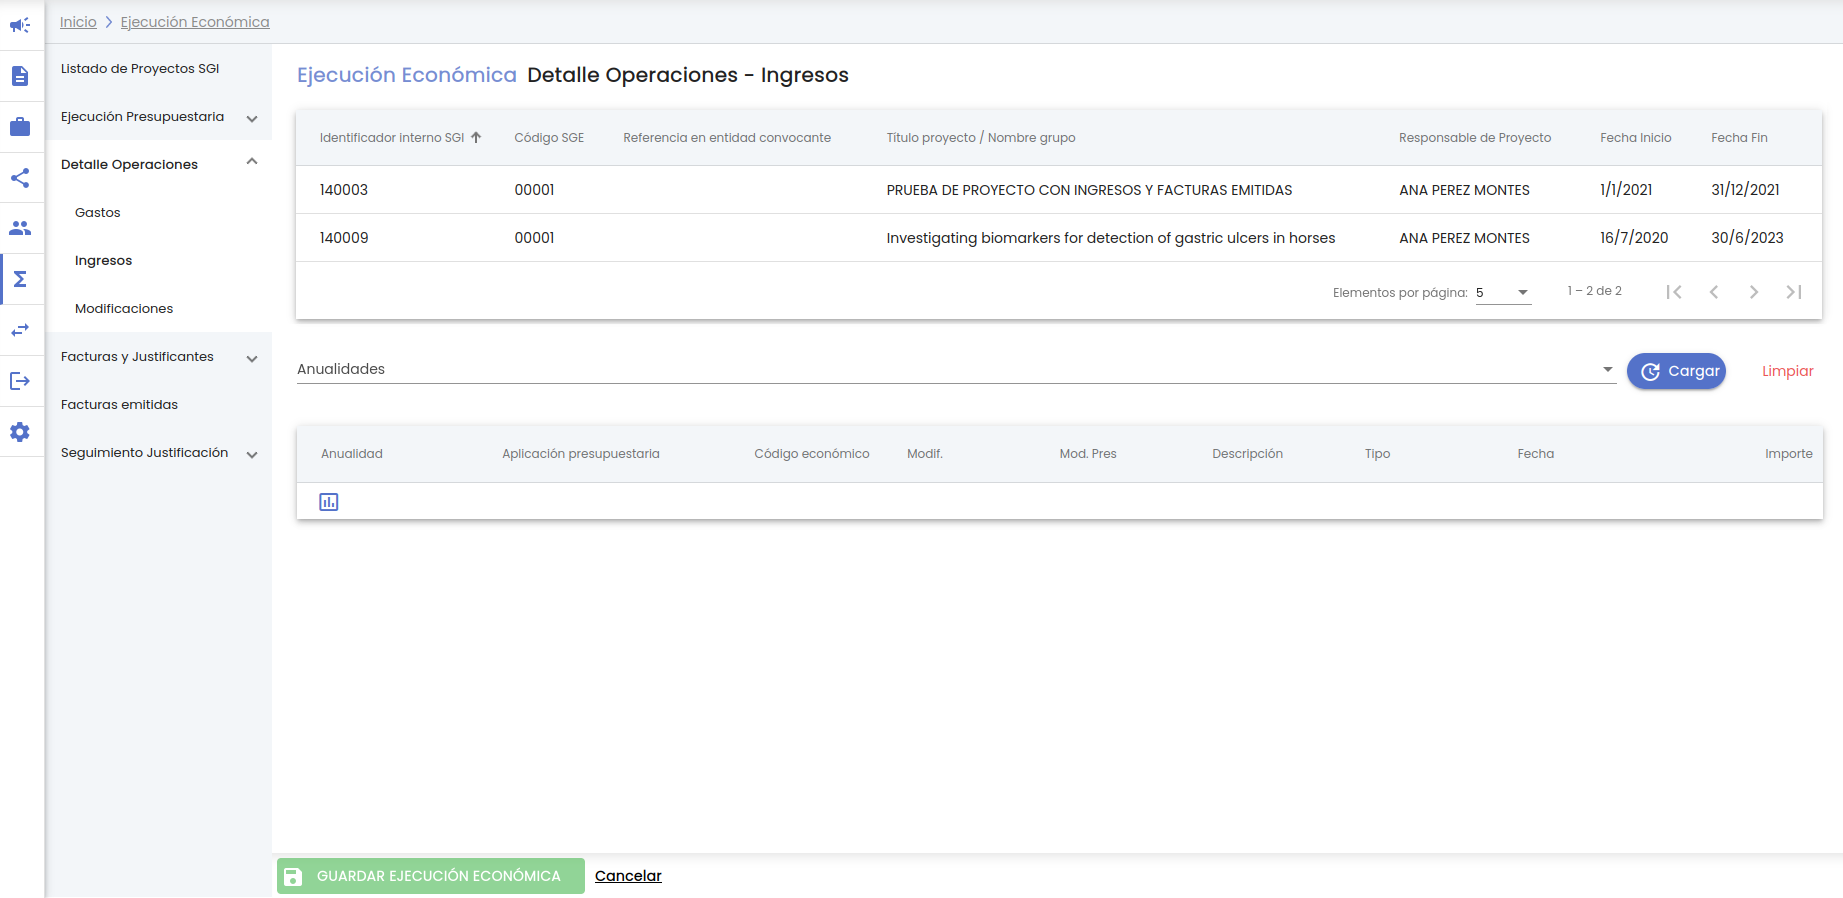 Inicio > Ejecución Económica
Listado de Proyectos SGI
Ejecución Presupuestaria
Detalle Operaciones
Gastos
Ingresos
Modificaciones
Facturas y Justificantes
Facturas emitidas
Seguimiento Justificación
Ejecución Económica Detalle Operaciones - Ingresos
Identificador interno SGI Código SGE Referencia en entidad convocante Título proyecto / Nombre grupo Responsable de Proyecto Fecha Inicio Fecha Fin
140003 00001 PRUEBA DE PROYECTO CON INGRESOS Y FACTURAS EMITIDAS ANA PEREZ MONTES 1/1/2021 31/12/2021
140009 00001 Investigating biomarkers for detection of gastric ulcers in horses ANA PEREZ MONTES 16/7/2020 30/6/2023
Elementos por página: 5 1 – 2 de 2
Anualidades Cargar Limpiar
Anualidad Aplicación presupuestaria Código económico Modif. Mod. Pres Descripción Tipo Fecha Importe
GUARDAR EJECUCIÓN ECONÓMICA Cancelar